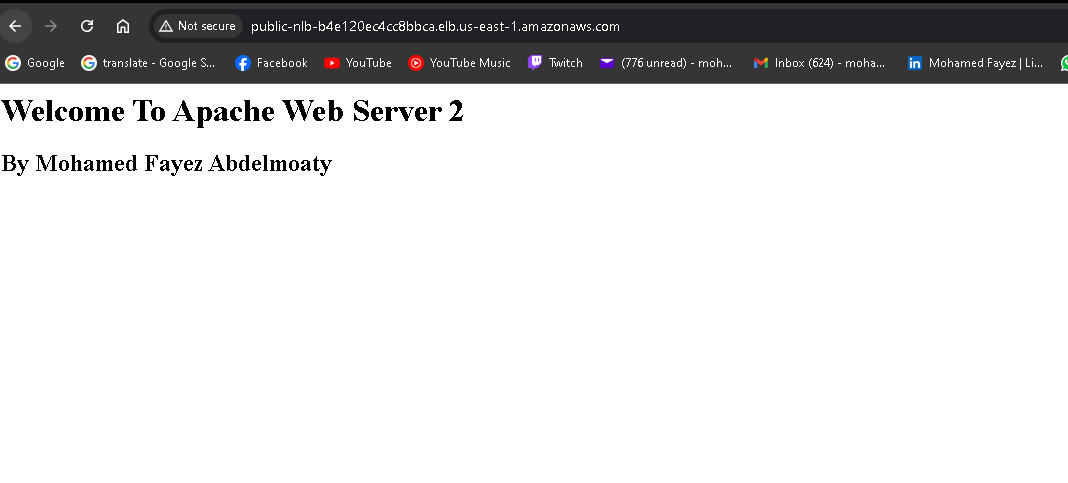 Not secure public-nlb-b4e120ec4cc8bbca.elb.us-east-1.amazonaws.com
Google translate - Google S... Facebook YouTube YouTube Music Twitch (776 unread) - moh... Inbox (624) - moha... Mohamed Fayez | Li...
Welcome To Apache Web Server 2
By Mohamed Fayez Abdelmoaty